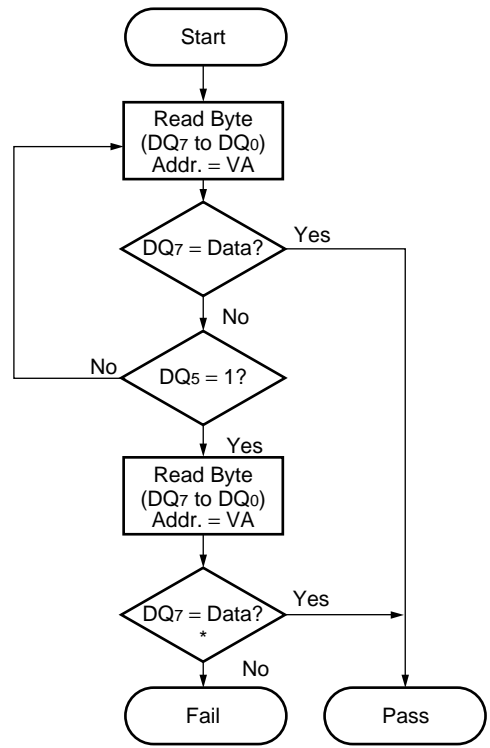 Start
Read Byte
(DQ7 to DQ0)
Addr. = VA
DQ7 = Data?
Yes
No
DQ5 = 1?
No
Yes
Read Byte
(DQ7 to DQ0)
Addr. = VA
DQ7 = Data?
*
Yes
No
Fail
Pass